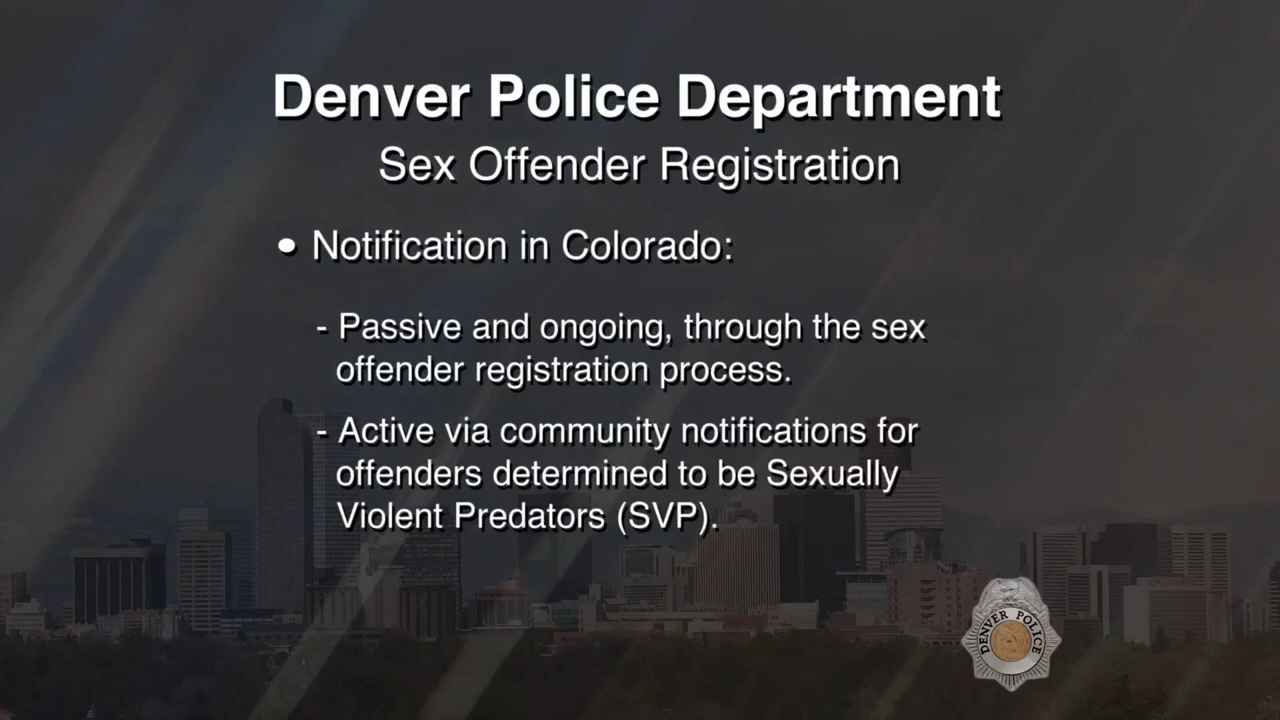 Denver Police Department
Sex Offender Registration
• Notification in Colorado:
- Passive and ongoing, through the sex
offender registration process.
- Active via community notifications for
offenders determined to be Sexually
Violent Predators (SVP).
DENVER POLICE